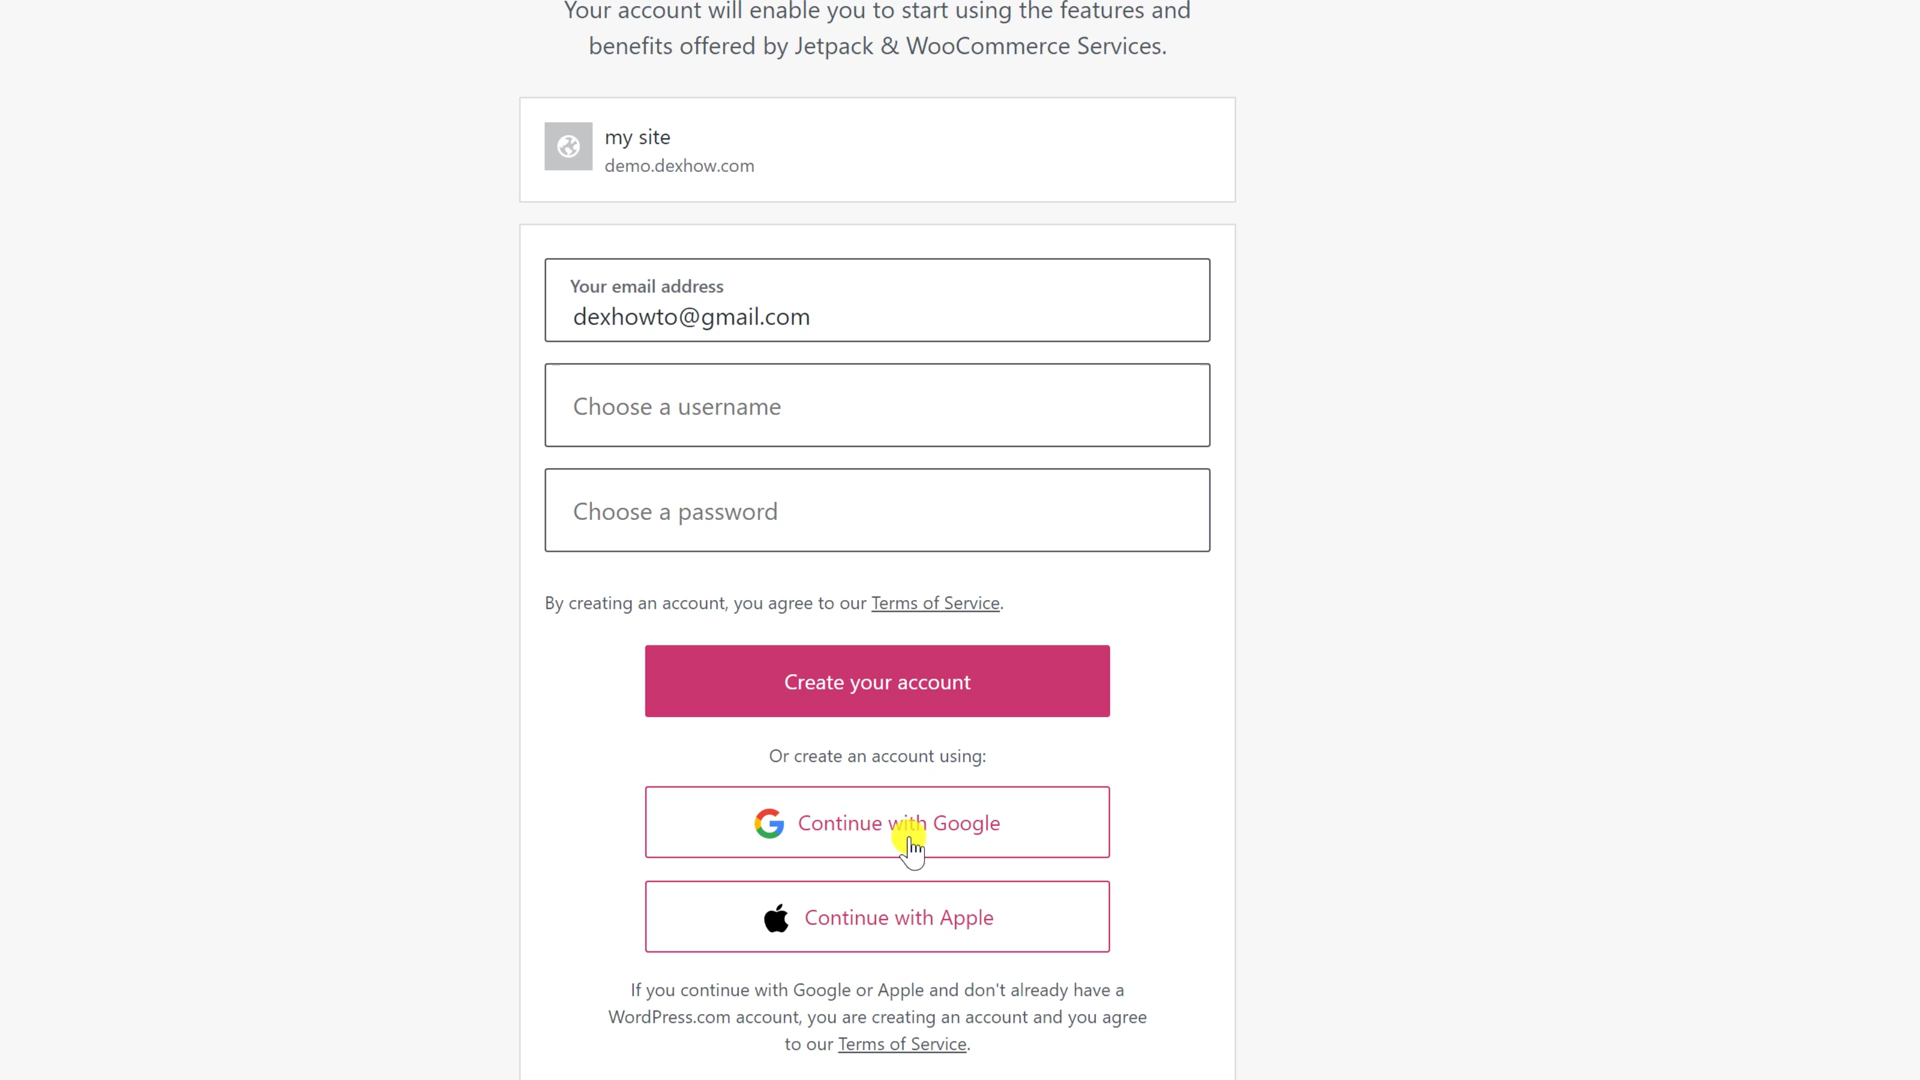 Your account will enable you to start using the features and
benefits offered by Jetpack & WooCommerce Services.
my site
demo.dexhow.com
Your email address
dexhowto@gmail.com
Choose a username
Choose a password
By creating an account, you agree to our Terms of Service.
Create your account
Or create an account using:
Continue with Google
Continue with Apple
If you continue with Google or Apple and don't already have a
WordPress.com account, you are creating an account and you agree
to our Terms of Service.